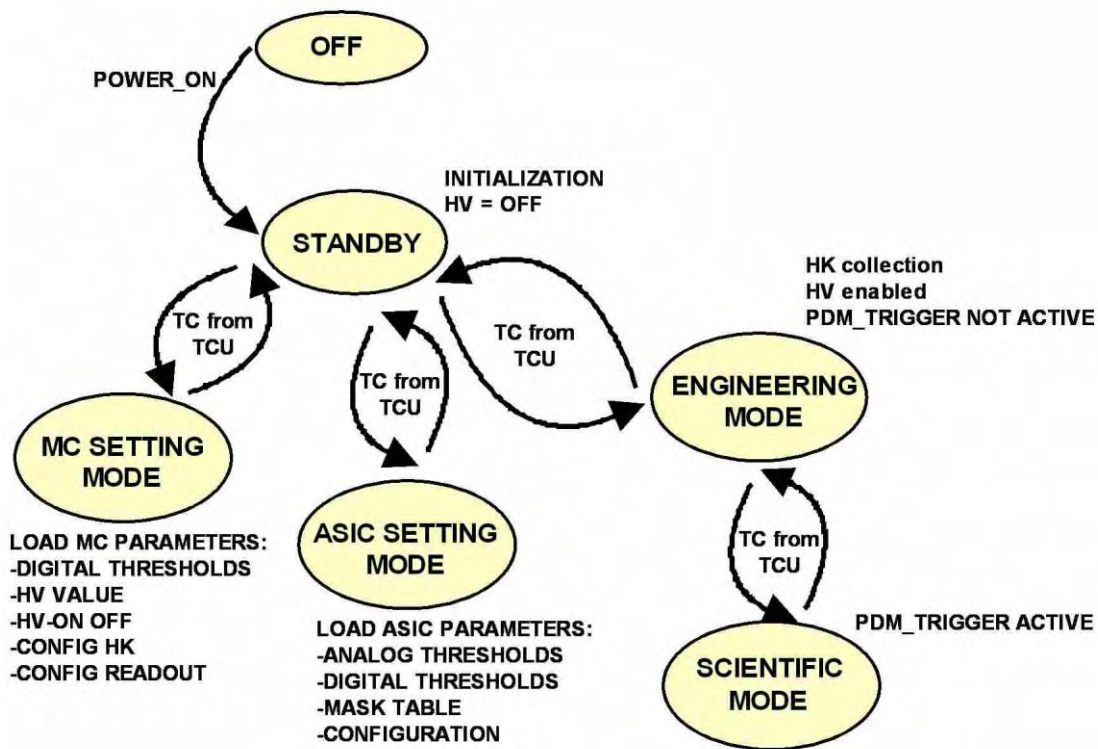 OFF
POWER_ON
INITIALIZATION
HV = OFF
STANDBY
HK collection
HV enabled
PDM_TRIGGER NOT ACTIVE
TC from
TCU
TC from
TCU
TC from
TCU
ENGINEERING
MODE
MC SETTING
MODE
ASIC SETTING
MODE
TC from
TCU
LOAD MC PARAMETERS:
-DIGITAL THRESHOLDS
-HV VALUE
-HV-ON OFF
-CONFIG HK
-CONFIG READOUT
LOAD ASIC PARAMETERS:
-ANALOG THRESHOLDS
-DIGITAL THRESHOLDS
-MASK TABLE
-CONFIGURATION
PDM_TRIGGER ACTIVE
SCIENTIFIC
MODE